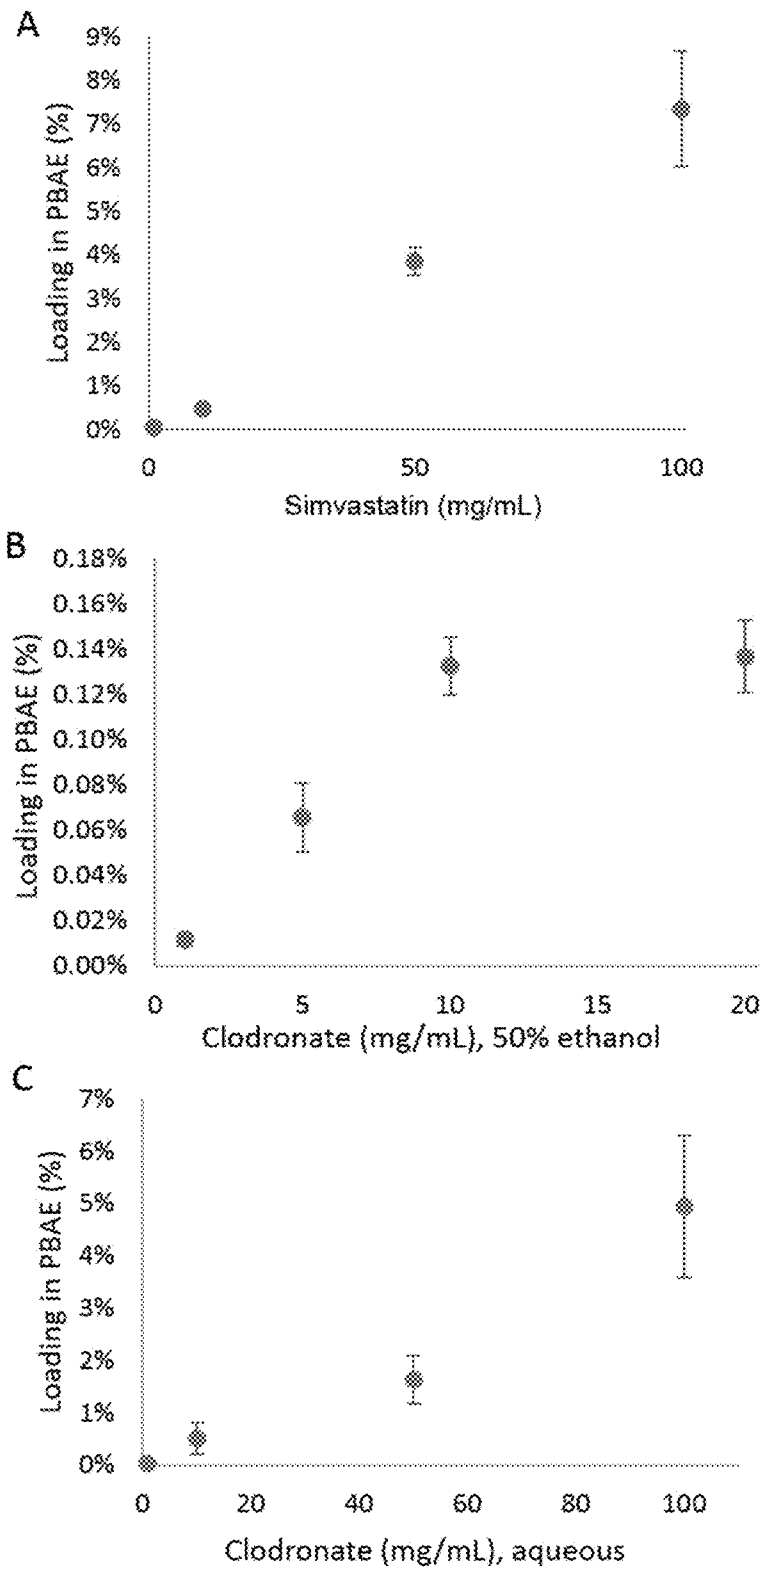 A
9%
8%
7%
6%
5%
4%
3%
2%
1%
0%
Loading in PBAE (%)
0 50 100
Simvastatin (mg/mL)
B
0.18%
0.16%
0.14%
0.12%
0.10%
0.08%
0.06%
0.04%
0.02%
0.00%
Loading in PBAE (%)
0 5 10 15 20
Clodronate (mg/mL), 50% ethanol
C
7%
6%
5%
4%
3%
2%
1%
0%
Loading in PBAE (%)
0 20 40 60 80 100
Clodronate (mg/mL), aqueous